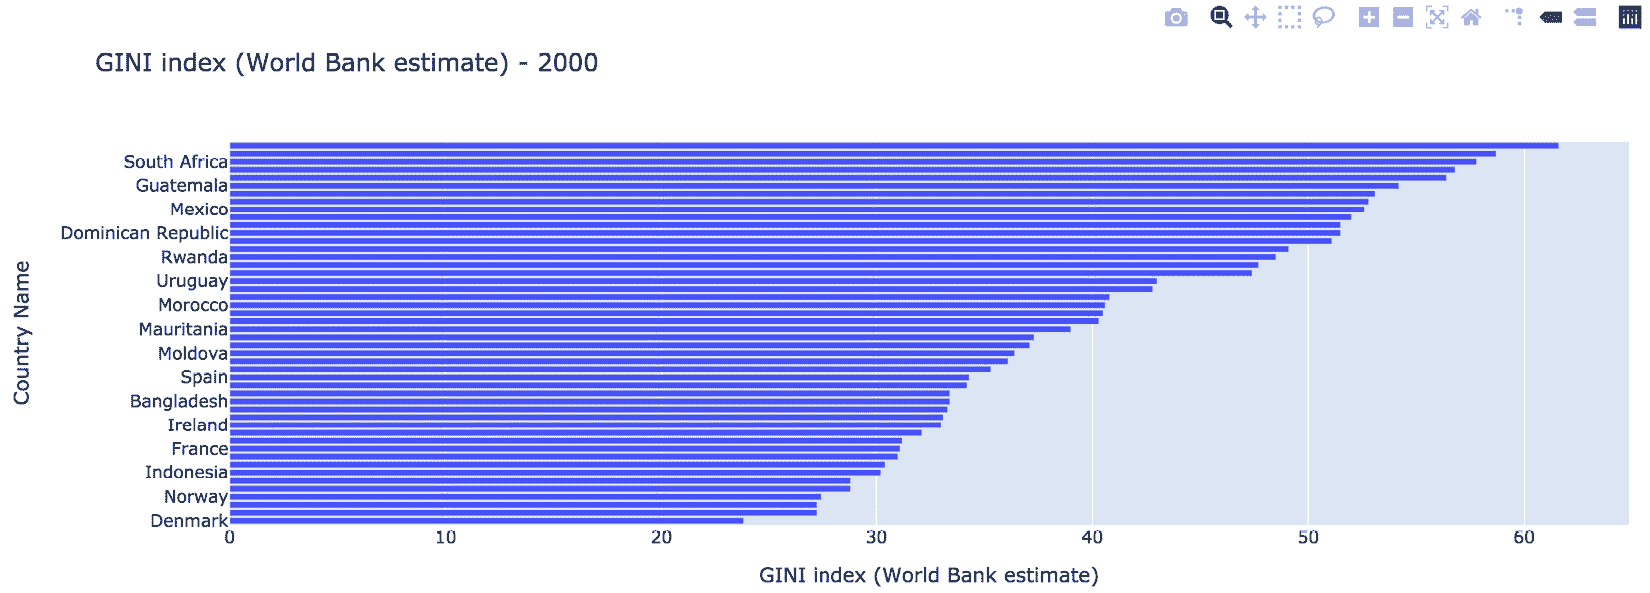 GINI index (World Bank estimate) - 2000
South Africa
Guatemala
Mexico
Dominican Republic
Rwanda
Uruguay
Morocco
Mauritania
Moldova
Spain
Bangladesh
Ireland
France
Indonesia
Norway
Denmark
Country Name
0 10 20 30 40 50 60
GINI index (World Bank estimate)